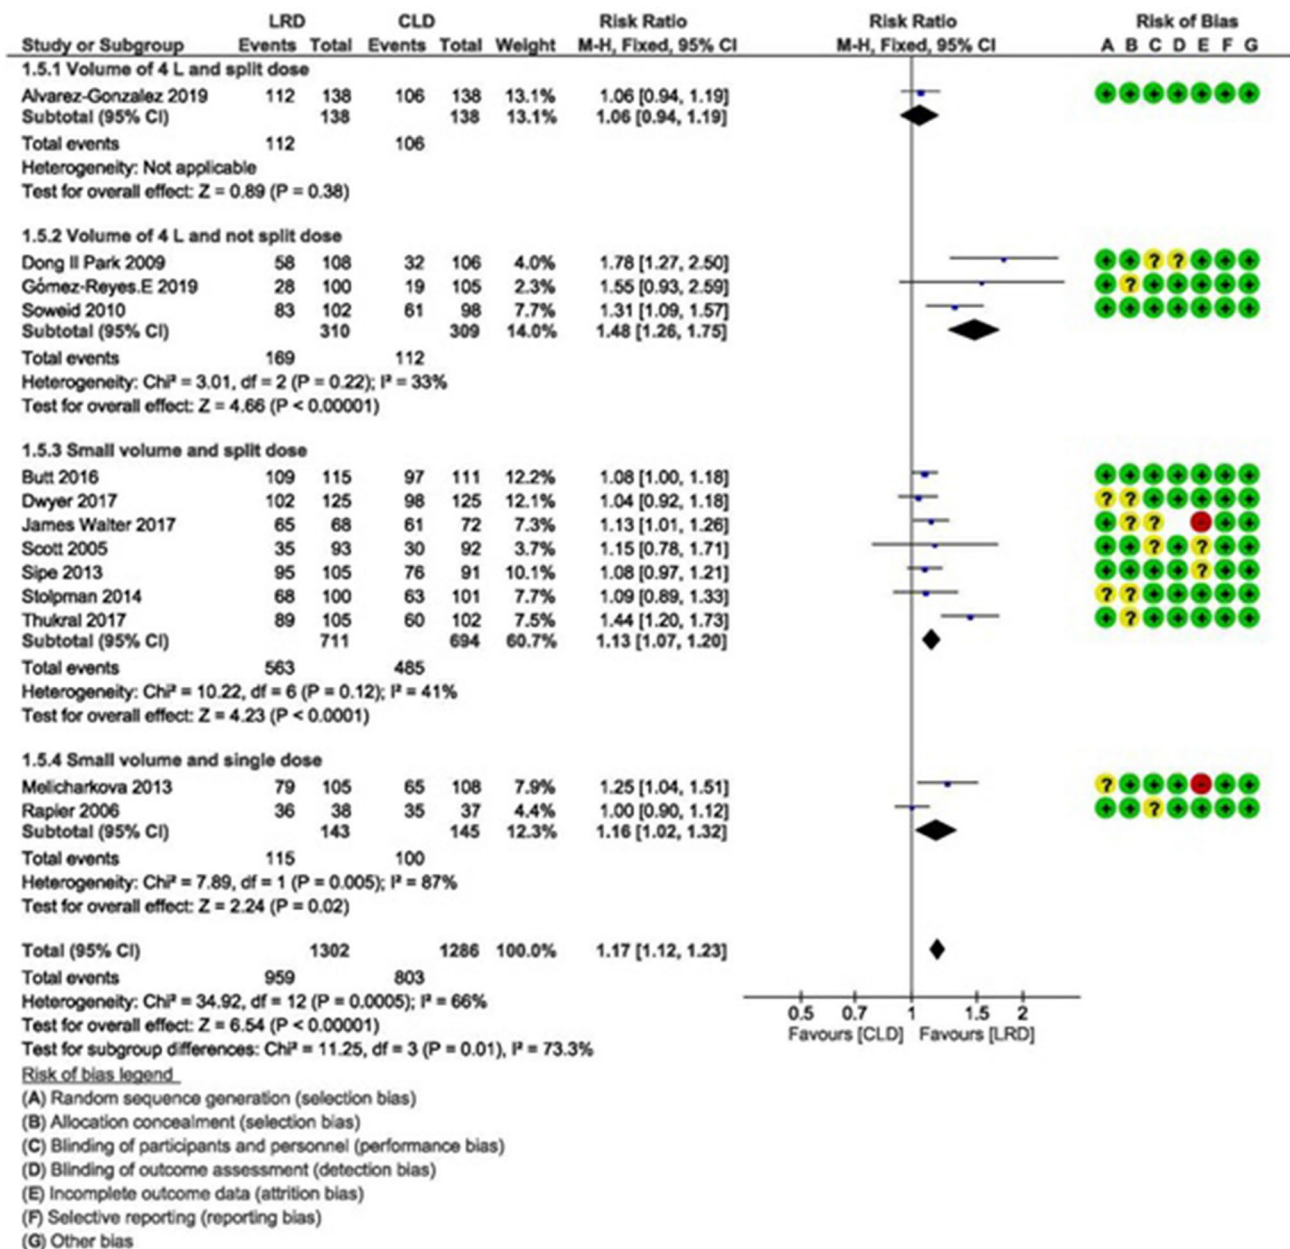 LRD CLD Risk Ratio Risk Ratio Risk of Bias
Study or Subgroup Events Total Events Total Weight M-H, Fixed, 95% CI M-H, Fixed, 95% CI A B C D E F G
1.5.1 Volume of 4 L and split dose
Alvarez-Gonzalez 2019 112 138 106 138 13.1% 1.06 [0.94, 1.19] + + + + + + +
Subtotal (95% CI) 138 138 13.1% 1.06 [0.94, 1.19]
Total events 112 106
Heterogeneity: Not applicable
Test for overall effect: Z = 0.89 (P = 0.38)
1.5.2 Volume of 4 L and not split dose
Dong Il Park 2009 58 108 32 106 4.0% 1.78 [1.27, 2.50] + + ? ? + + +
Gómez-Reyes.E 2019 28 100 19 105 2.3% 1.55 [0.93, 2.59] + ? + + + + +
Soweid 2010 83 102 61 98 7.7% 1.31 [1.09, 1.57] + + + + + + +
Subtotal (95% CI) 310 309 14.0% 1.48 [1.26, 1.75]
Total events 169 112
Heterogeneity: Chi² = 3.01, df = 2 (P = 0.22); I² = 33%
Test for overall effect: Z = 4.66 (P < 0.00001)
1.5.3 Small volume and split dose
Butt 2016 109 115 97 111 12.2% 1.08 [1.00, 1.18] + + + + + + +
Dwyer 2017 102 125 98 125 12.1% 1.04 [0.92, 1.18] ? ? + + + + +
James Walter 2017 65 68 61 72 7.3% 1.13 [1.01, 1.26] + ? ? - + +
Scott 2005 35 93 30 92 3.7% 1.15 [0.78, 1.71] + + ? + ? + +
Sipe 2013 95 105 76 91 10.1% 1.08 [0.97, 1.21] + + + + ? + +
Stolpman 2014 68 100 63 101 7.7% 1.09 [0.89, 1.33] ? ? + + + + +
Thukral 2017 89 105 60 102 7.5% 1.44 [1.20, 1.73] + ? + + + + +
Subtotal (95% CI) 711 694 60.7% 1.13 [1.07, 1.20]
Total events 563 485
Heterogeneity: Chi² = 10.22, df = 6 (P = 0.12); I² = 41%
Test for overall effect: Z = 4.23 (P < 0.0001)
1.5.4 Small volume and single dose
Melicharkova 2013 79 105 65 108 7.9% 1.25 [1.04, 1.51] ? + + + - + +
Rapier 2006 36 38 35 37 4.4% 1.00 [0.90, 1.12] + + ? + + + +
Subtotal (95% CI) 143 145 12.3% 1.16 [1.02, 1.32]
Total events 115 100
Heterogeneity: Chi² = 7.89, df = 1 (P = 0.005); I² = 87%
Test for overall effect: Z = 2.24 (P = 0.02)
Total (95% CI) 1302 1286 100.0% 1.17 [1.12, 1.23]
Total events 959 803
Heterogeneity: Chi² = 34.92, df = 12 (P = 0.0005); I² = 66%
Test for overall effect: Z = 6.54 (P < 0.00001)
Test for subgroup differences: Chi² = 11.25, df = 3 (P = 0.01), I² = 73.3%
0.5 0.7 1 1.5 2
Favours [CLD] Favours [LRD]
Risk of bias legend
(A) Random sequence generation (selection bias)
(B) Allocation concealment (selection bias)
(C) Blinding of participants and personnel (performance bias)
(D) Blinding of outcome assessment (detection bias)
(E) Incomplete outcome data (attrition bias)
(F) Selective reporting (reporting bias)
(G) Other bias